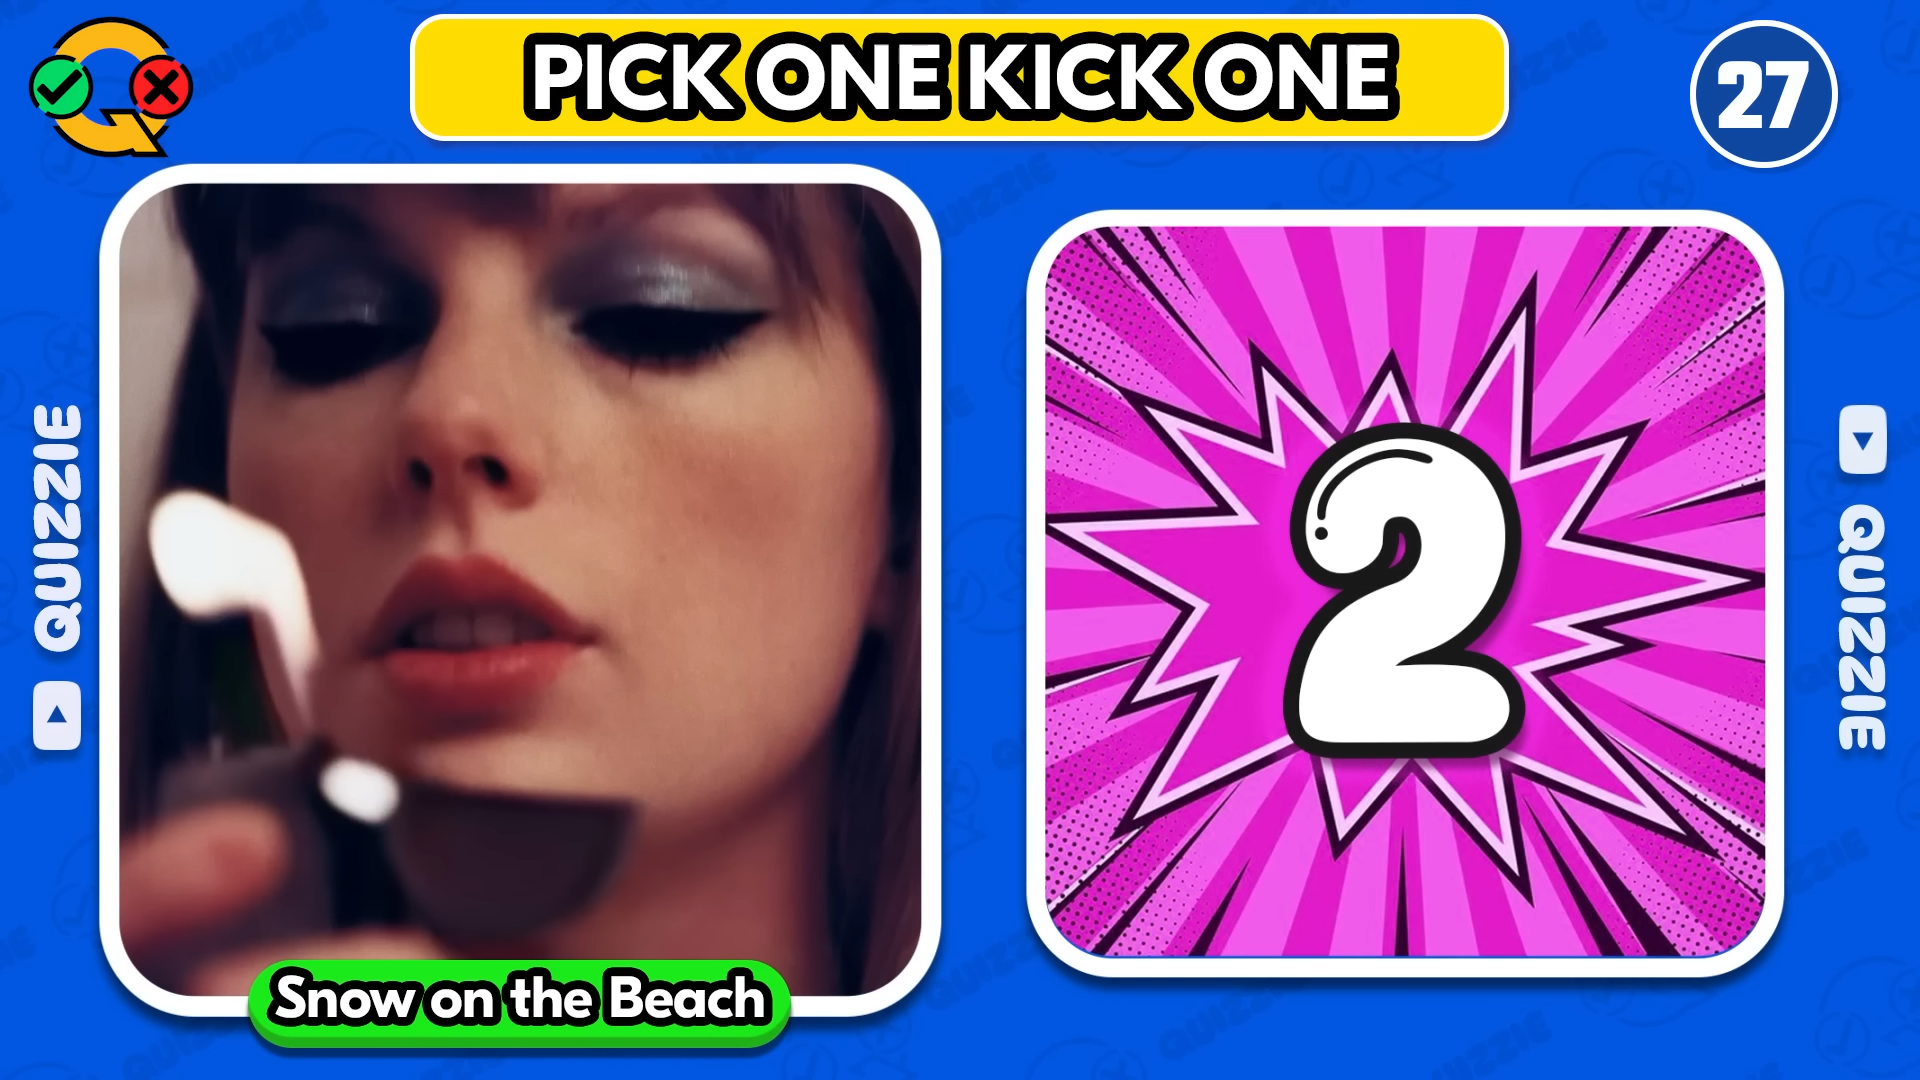 PICK ONE KICK ONE
27
QUIZZIE
2
QUIZZIE
Snow on the Beach